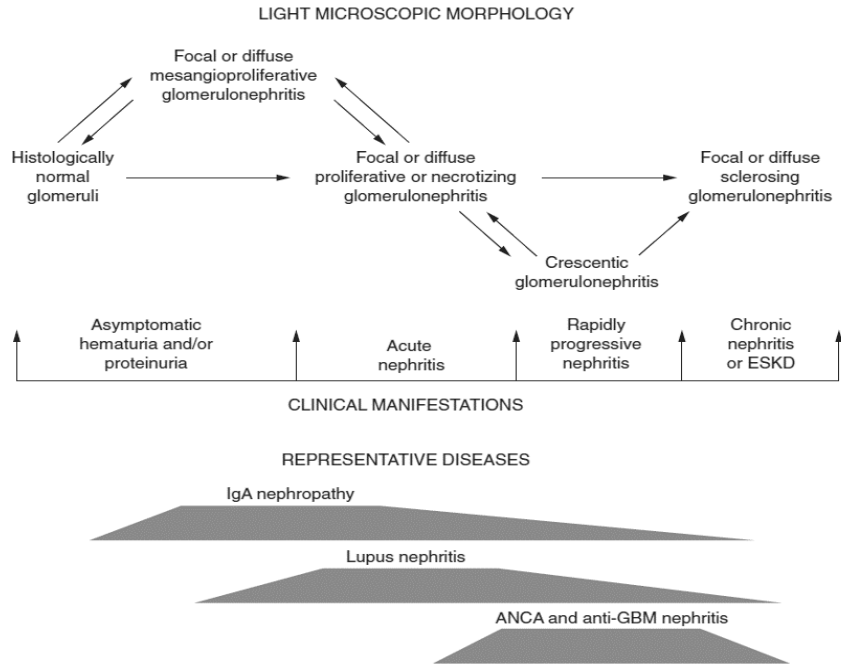 LIGHT MICROSCOPIC MORPHOLOGY
Focal or diffuse
mesangioproliferative
glomerulonephritis
Histologically
normal
glomeruli
Focal or diffuse
proliferative or necrotizing
glomerulonephritis
Focal or diffuse
sclerosing
glomerulonephritis
Crescentic
glomerulonephritis
Asymptomatic
hematuria and/or
proteinuria
Acute
nephritis
Rapidly
progressive
nephritis
Chronic
nephritis
or ESKD
CLINICAL MANIFESTATIONS
REPRESENTATIVE DISEASES
IgA nephropathy
Lupus nephritis
ANCA and anti-GBM nephritis